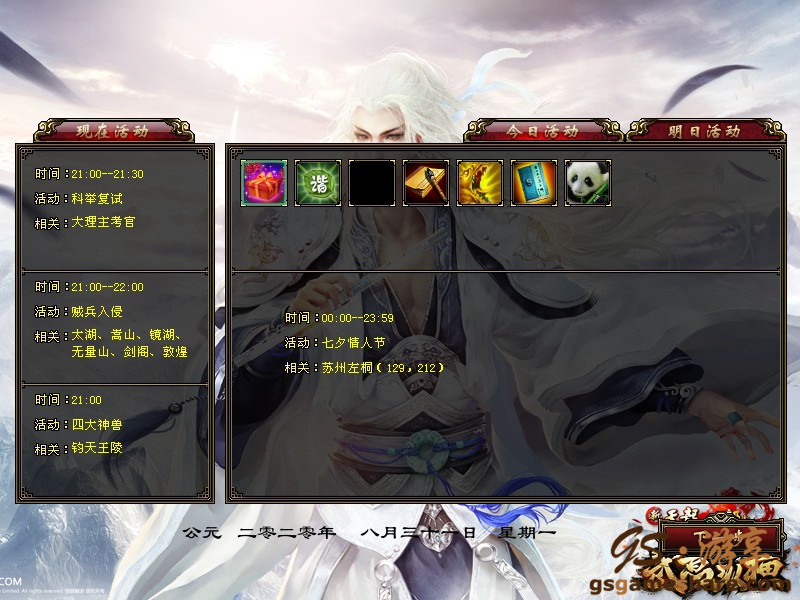 现在活动
今日活动
明日活动
时间：21:00--21:30
活动：科举复试
相关：大理主考官
时间：21:00--22:00
活动：贼兵入侵
相关：太湖、嵩山、镜湖、
无量山、剑阁、敦煌
时间：21:00
活动：四大神兽
相关：钧天王陵
谐
时间：00:00--23:59
活动：七夕情人节
相关：苏州左桐（129，212）
公元 二零二零年 八月三十一日 星期一
GS·游享
.COM